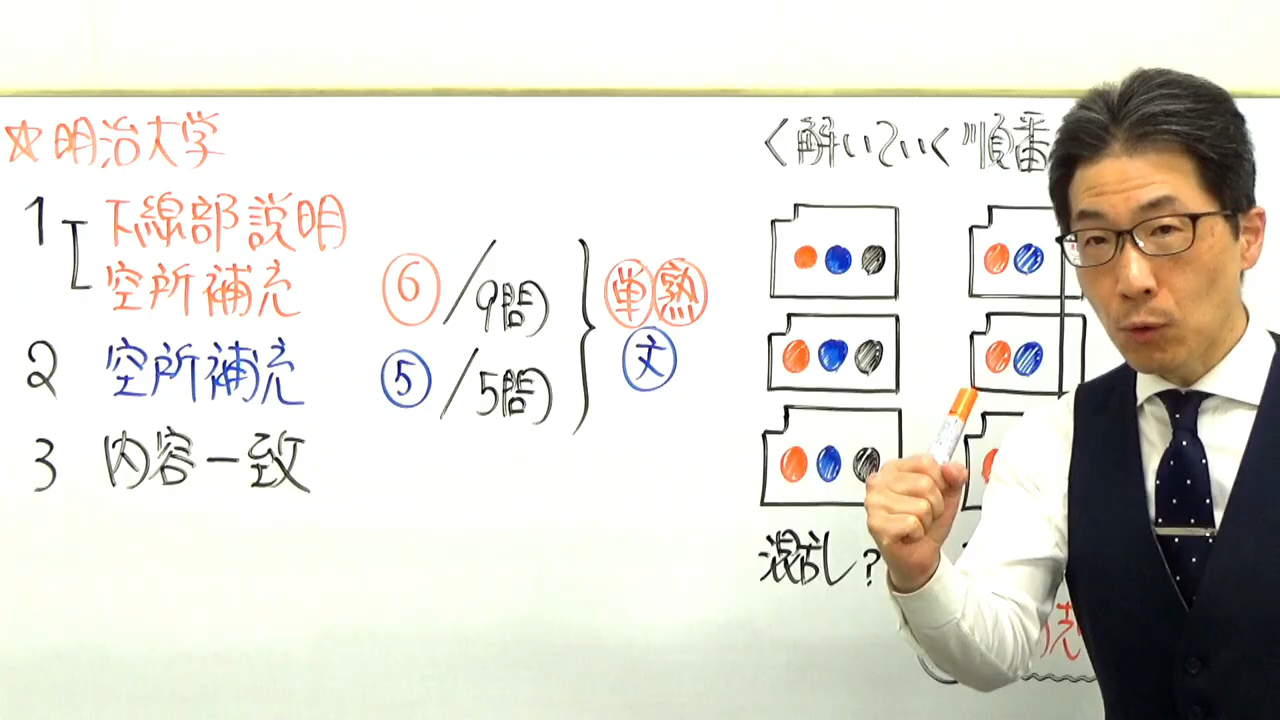 ☆明治大学
1 下線部説明
空所補充 ⑥/9問 単 熟
2 空所補充 ⑤/5問 文
3 内容一致
<解いていく順番
混乱し?